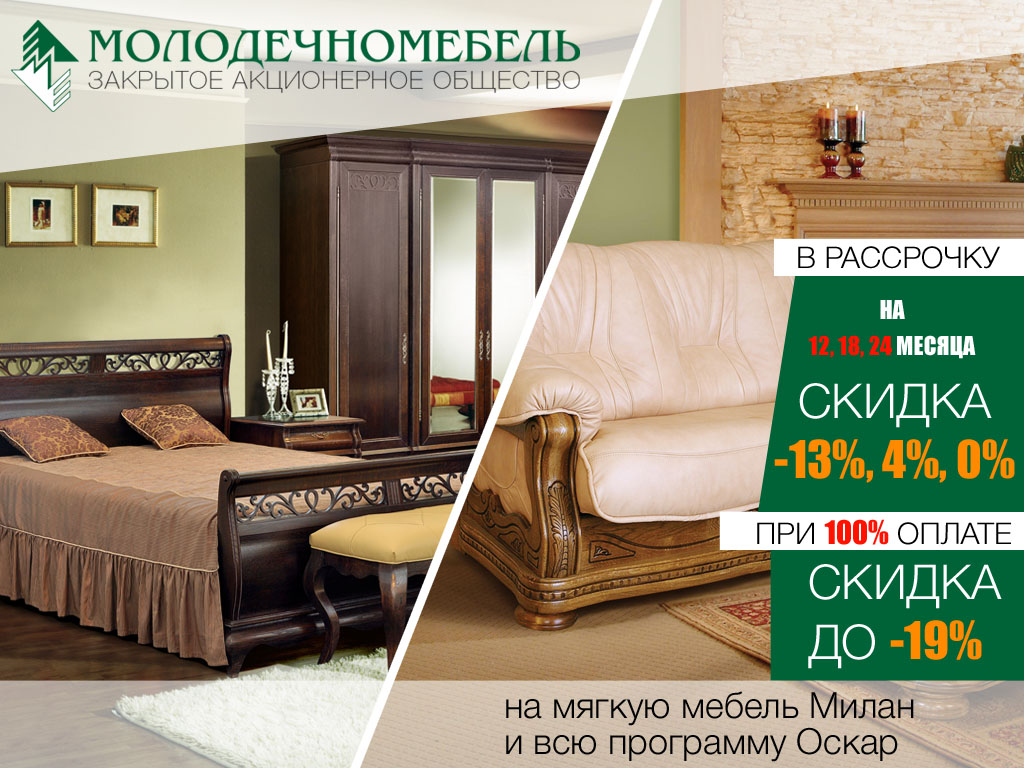 МОЛОДЕЧНОМЕБЕЛЬ
ЗАКРЫТОЕ АКЦИОНЕРНОЕ ОБЩЕСТВО
В РАССРОЧКУ
НА
12, 18, 24 МЕСЯЦА
СКИДКА
-13%, 4%, 0%
ПРИ 100% ОПЛАТЕ
СКИДКА
ДО -19%
на мягкую мебель Милан
и всю программу Оскар